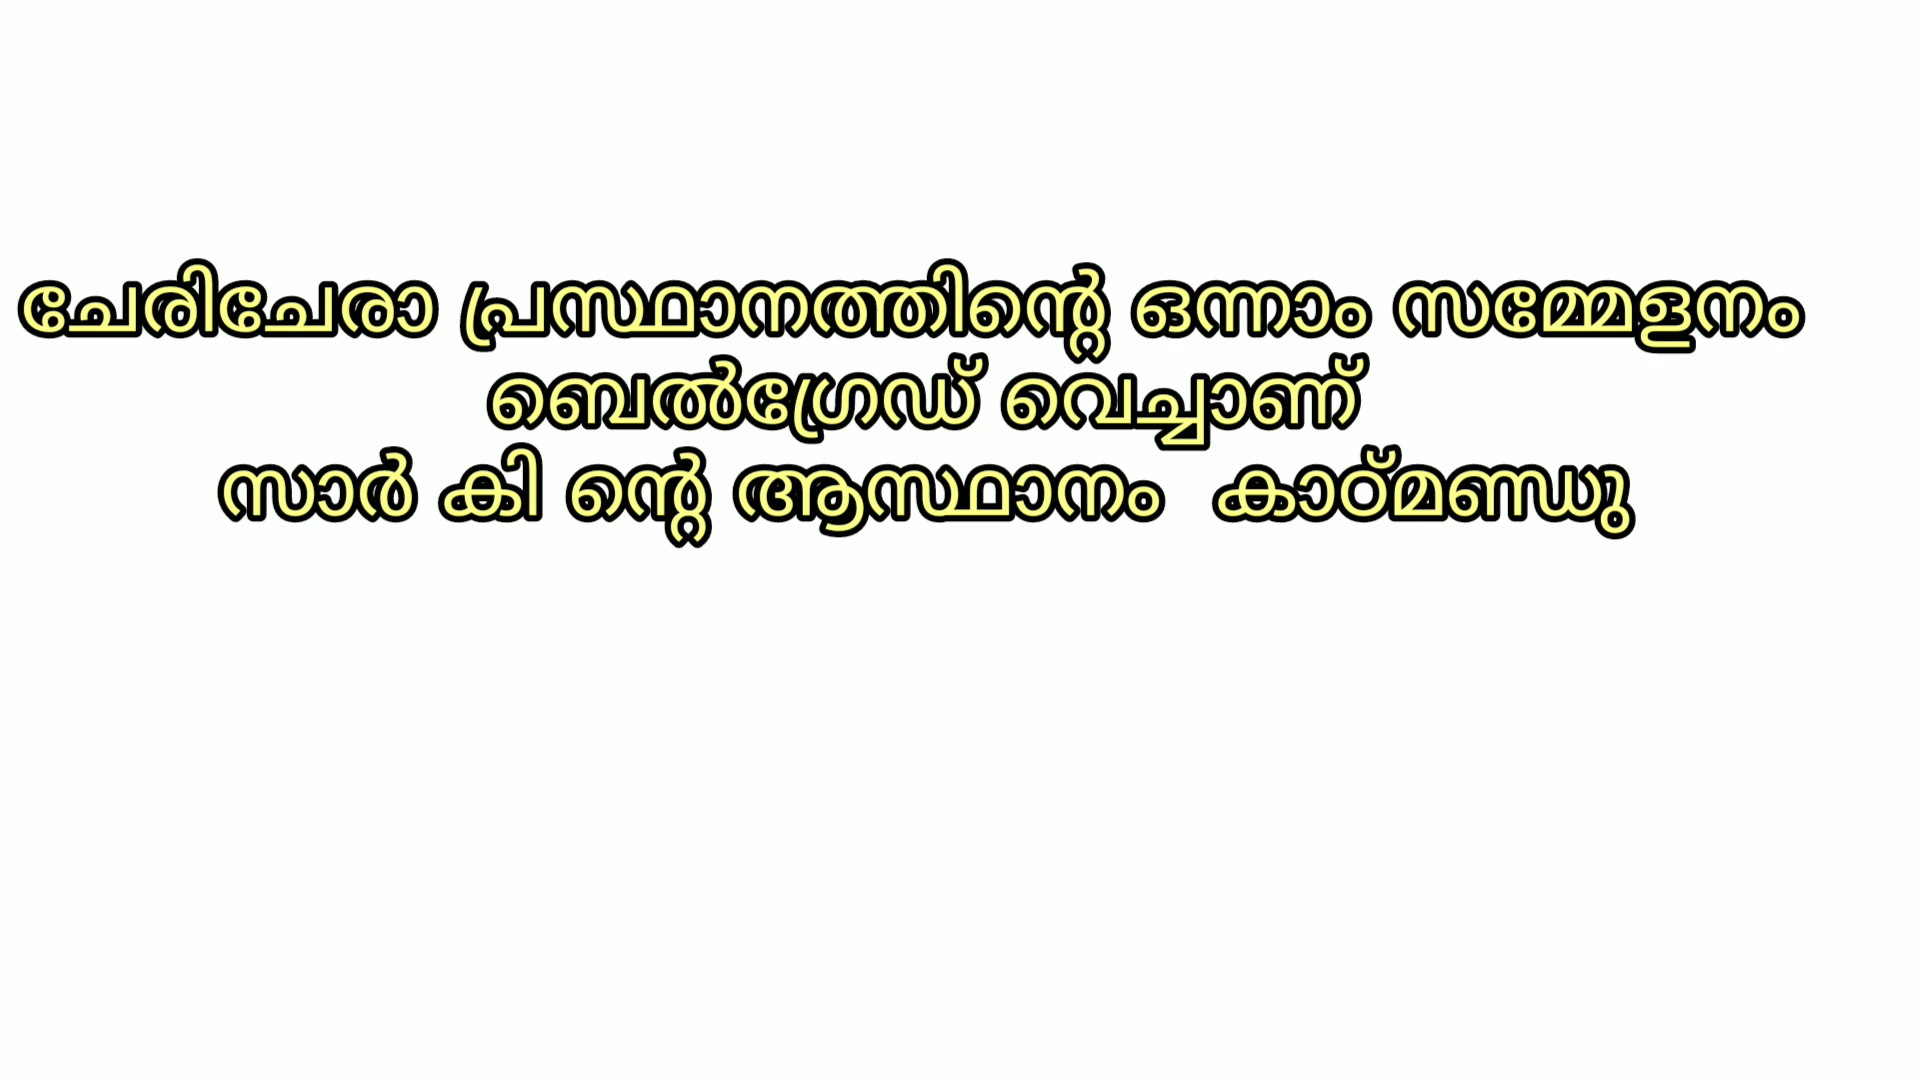 ചേരിചേരാ പ്രസ്ഥാനത്തിന്റെ ഒന്നാം സമ്മേളനം
ബെൽഗ്രേഡ് വെച്ചാണ്
സാർ കി ന്റെ ആസ്ഥാനം കാഠ്മണ്ഡു